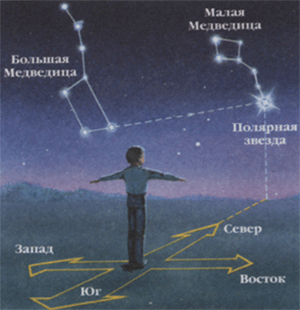 Малая
Медведица
Большая
Медведица
Полярная
звезда
Север
Запад
Восток
Юг